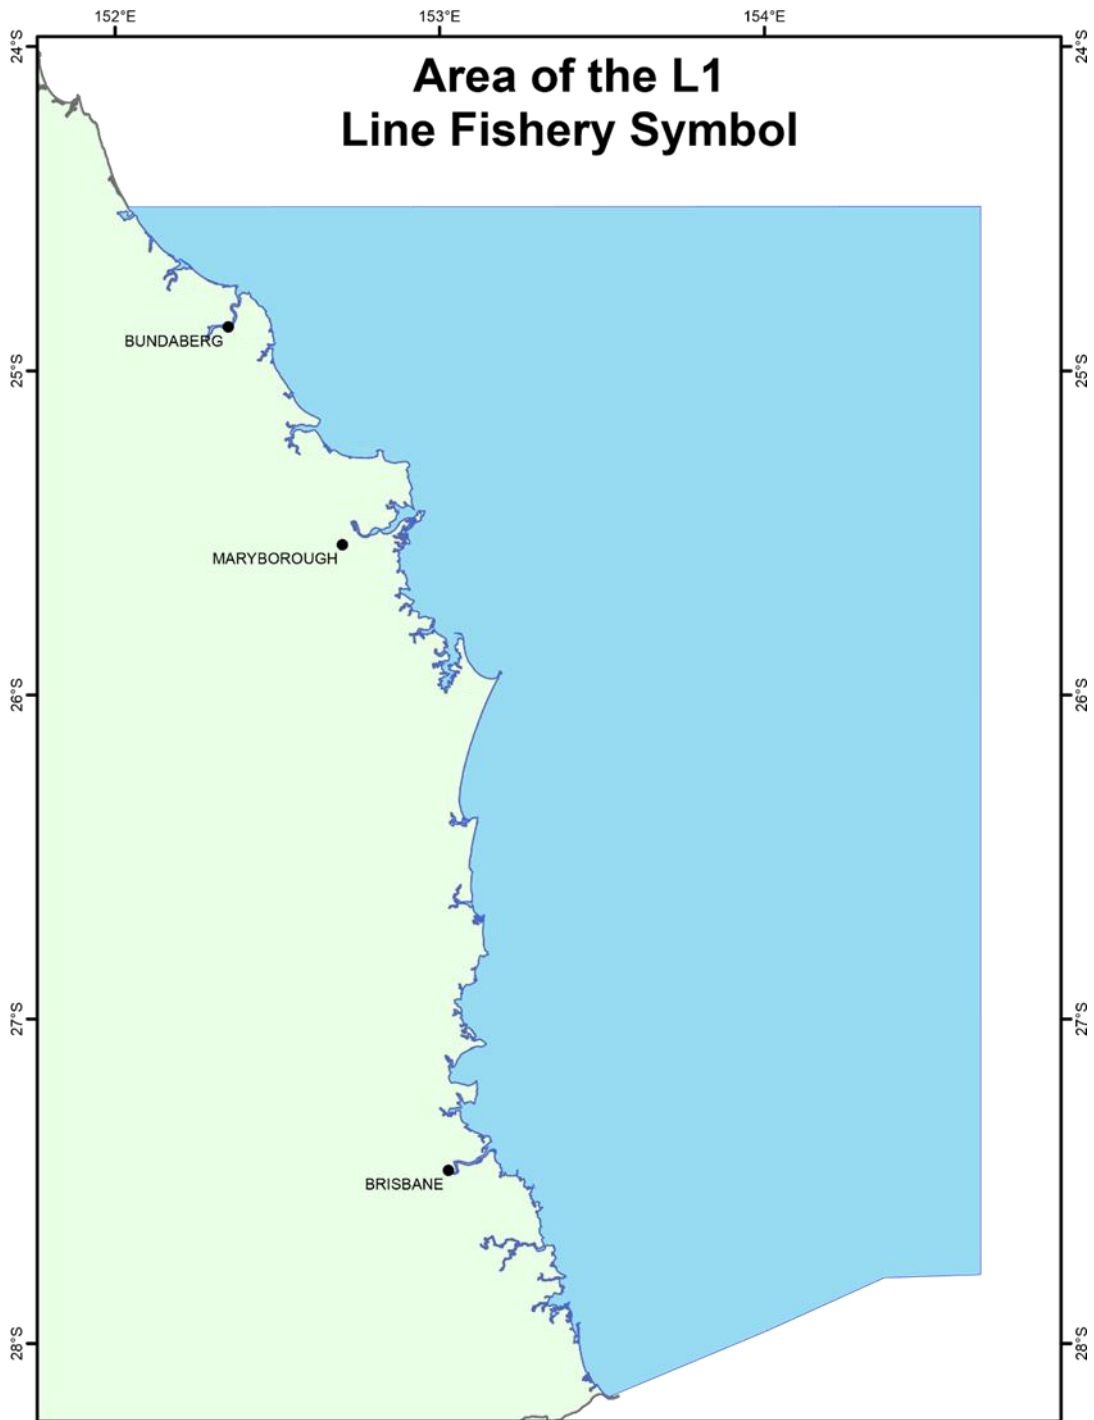 152°E
153°E
154°E
24°S
24°S
Area of the L1
Line Fishery Symbol
BUNDABERG
25°S
25°S
MARYBOROUGH
26°S
26°S
27°S
27°S
BRISBANE
28°S
28°S